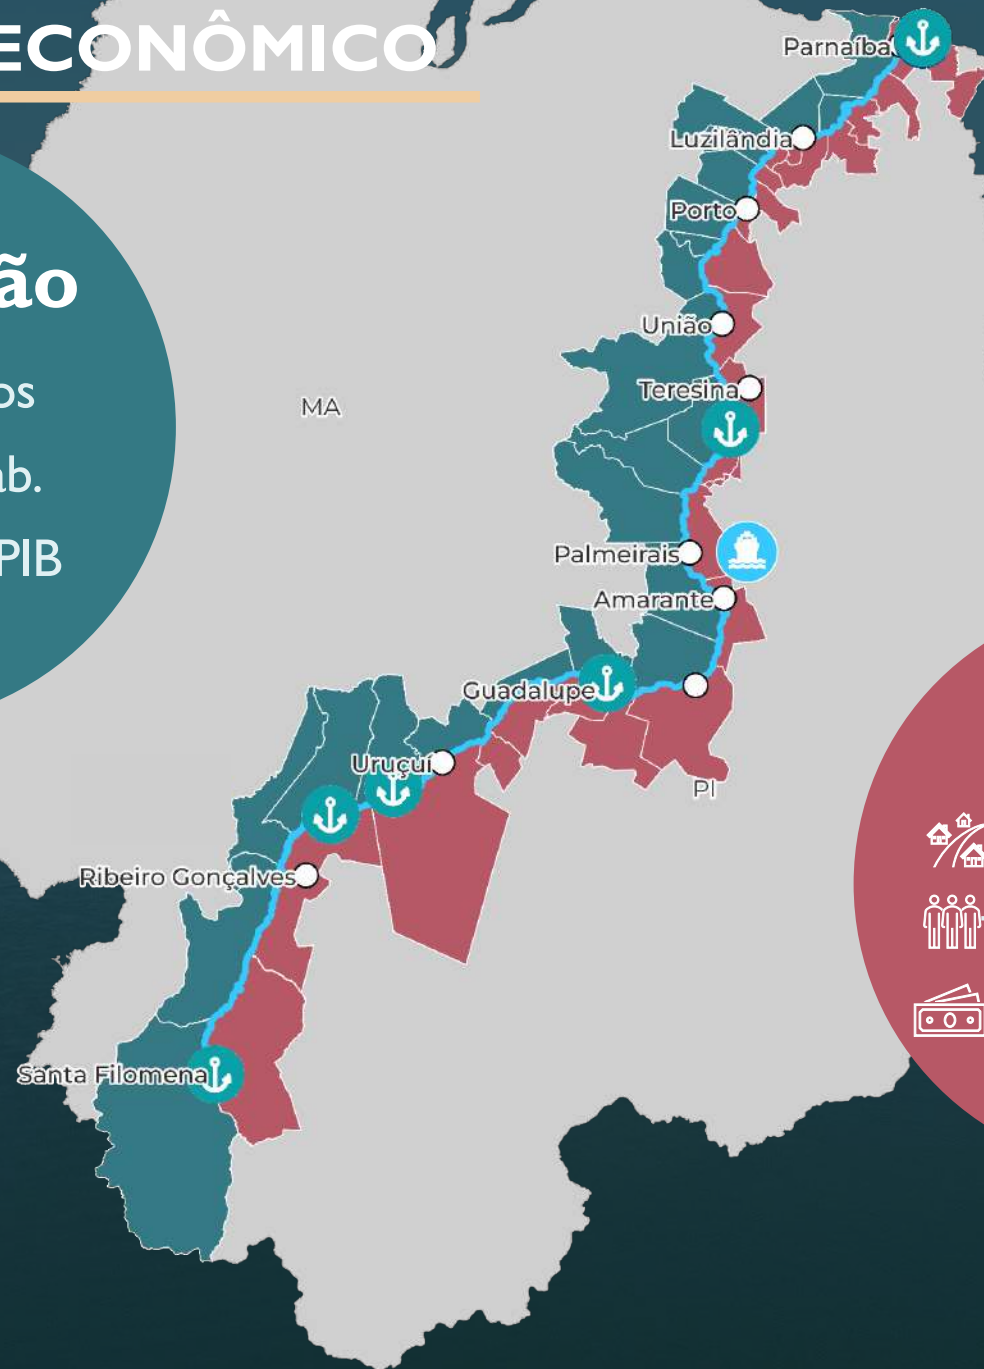 ECONÔMICO
Parnaíba
Luzilândia
Porto
ão
União
os
Teresina
MA
ab.
PIB
Palmeirais
Amarante
Guadalupe
Uruçuí
PI
Ribeiro Gonçalves
Santa Filomena